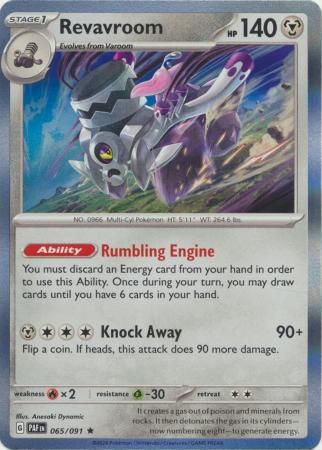 STAGE 1
Revavroom
HP 140
Evolves from Varoom
NO. 0966 Multi-Cyl Pokémon HT: 5'11" WT: 264.6 lbs.
Ability Rumbling Engine
You must discard an Energy card from your hand in order
to use this Ability. Once during your turn, you may draw
cards until you have 6 cards in your hand.
Knock Away 90+
Flip a coin. If heads, this attack does 90 more damage.
weakness ×2 resistance -30 retreat
Illus. Anesaki Dynamic
G PAF EN 065/091 ★
It creates a gas out of poison and minerals from
rocks. It then detonates the gas in its cylinders—
now numbering eight—to generate energy.
©2024 Pokémon / Nintendo / Creatures / GAME FREAK